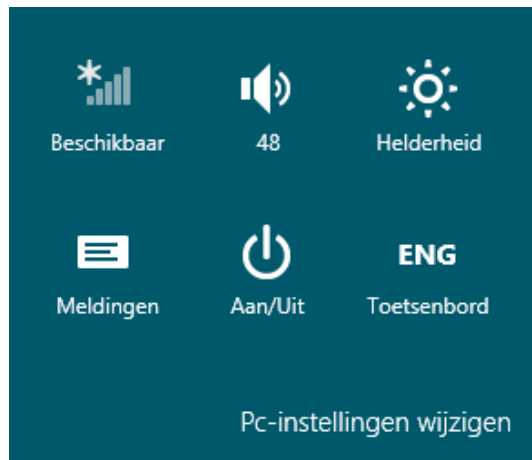 Beschikbaar
48
Helderheid
Meldingen
Aan/Uit
ENG
Toetsenbord
Pc-instellingen wijzigen